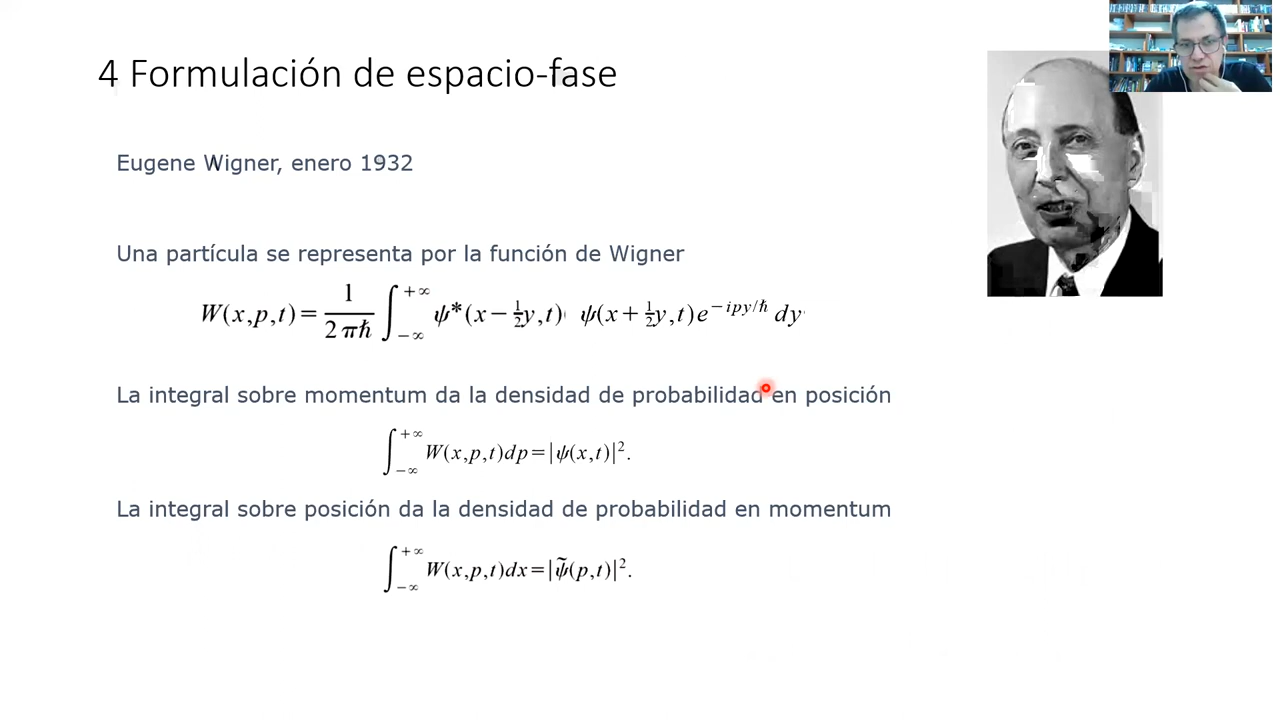 4 Formulación de espacio-fase
Eugene Wigner, enero 1932
Una partícula se representa por la función de Wigner
W(x,p,t) = \frac{1}{2πħ} ∫_{-∞}^{+∞} ψ*(x−½y,t) ψ(x+½y,t)e^{−ipy/ħ} dy
La integral sobre momentum da la densidad de probabilidad en posición
∫_{-∞}^{+∞} W(x,p,t)dp=|ψ(x,t)|².
La integral sobre posición da la densidad de probabilidad en momentum
∫_{-∞}^{+∞} W(x,p,t)dx=|ψ̃(p,t)|².